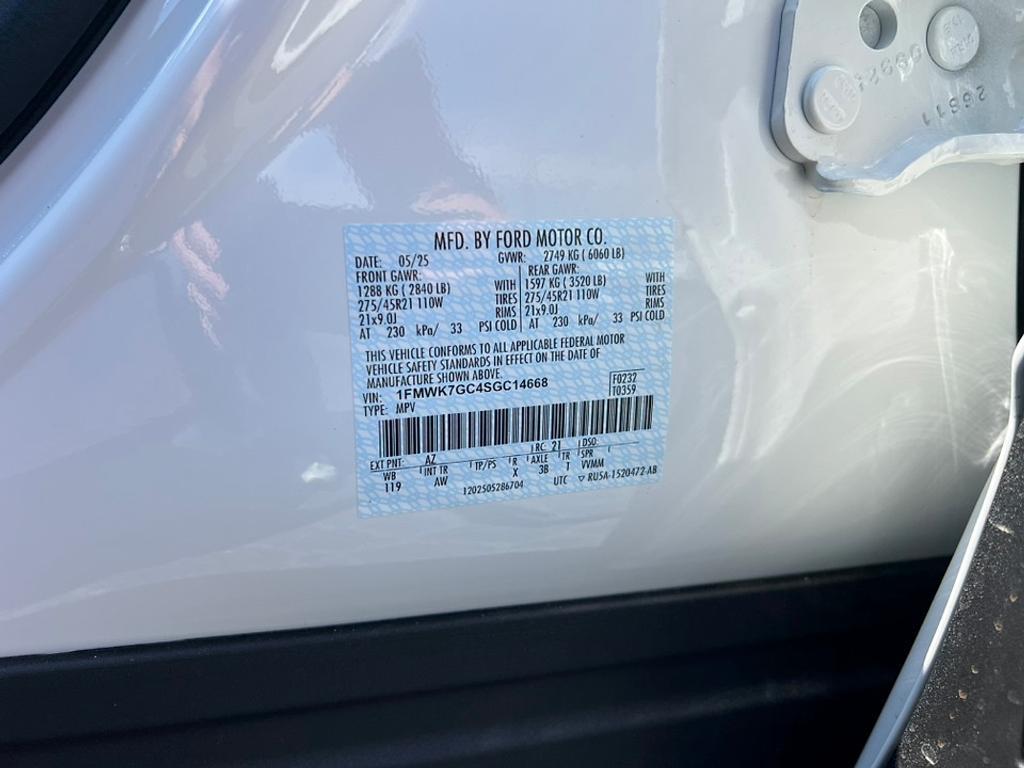 26811
MFD. BY FORD MOTOR CO.
DATE: 05/25 GVWR: 2749 KG ( 6060 LB)
FRONT GAWR: REAR GAWR:
1288 KG ( 2840 LB) WITH 1597 KG ( 3520 LB) WITH
275/45R21 110W TIRES 275/45R21 110W TIRES
21x9.0J RIMS 21x9.0J RIMS
AT 230 kPa/ 33 PSI COLD AT 230 kPa/ 33 PSI COLD
THIS VEHICLE CONFORMS TO ALL APPLICABLE FEDERAL MOTOR
VEHICLE SAFETY STANDARDS IN EFFECT ON THE DATE OF
MANUFACTURE SHOWN ABOVE.
VIN: 1FMWK7GC4SGC14668 F0232
TYPE: MPV T0359
EXT PNT: AZ RC: 21 DSO:
WB INT TR TP/PS R AXLE TR SPR
119 AW X 3B T VVMM
1202505286704 UTC ▽ RU5A-1520472-AB